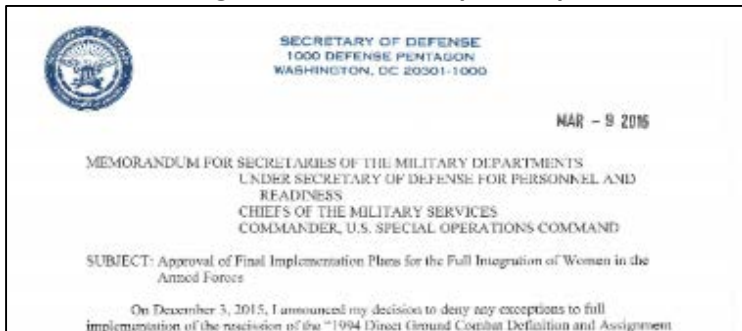 SECRETARY OF DEFENSE
1000 DEFENSE PENTAGON
WASHINGTON, DC 20301-1000
MAR - 9 2016
MEMORANDUM FOR SECRETARIES OF THE MILITARY DEPARTMENTS
UNDER SECRETARY OF DEFENSE FOR PERSONNEL AND
READINESS
CHIEFS OF THE MILITARY SERVICES
COMMANDER, U.S. SPECIAL OPERATIONS COMMAND
SUBJECT: Approval of Final Implementation Plans for the Full Integration of Women in the
Armed Forces
On December 3, 2015, I announced my decision to deny any exceptions to full
implementation of the rescission of the "1994 Direct Ground Combat Definition and Assignment